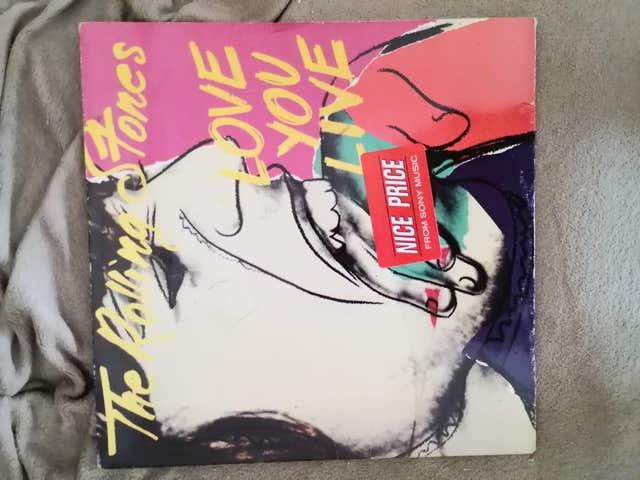 The Rolling Stones
LOVE
YOU
LIVE
NICE PRICE
FROM SONY MUSIC